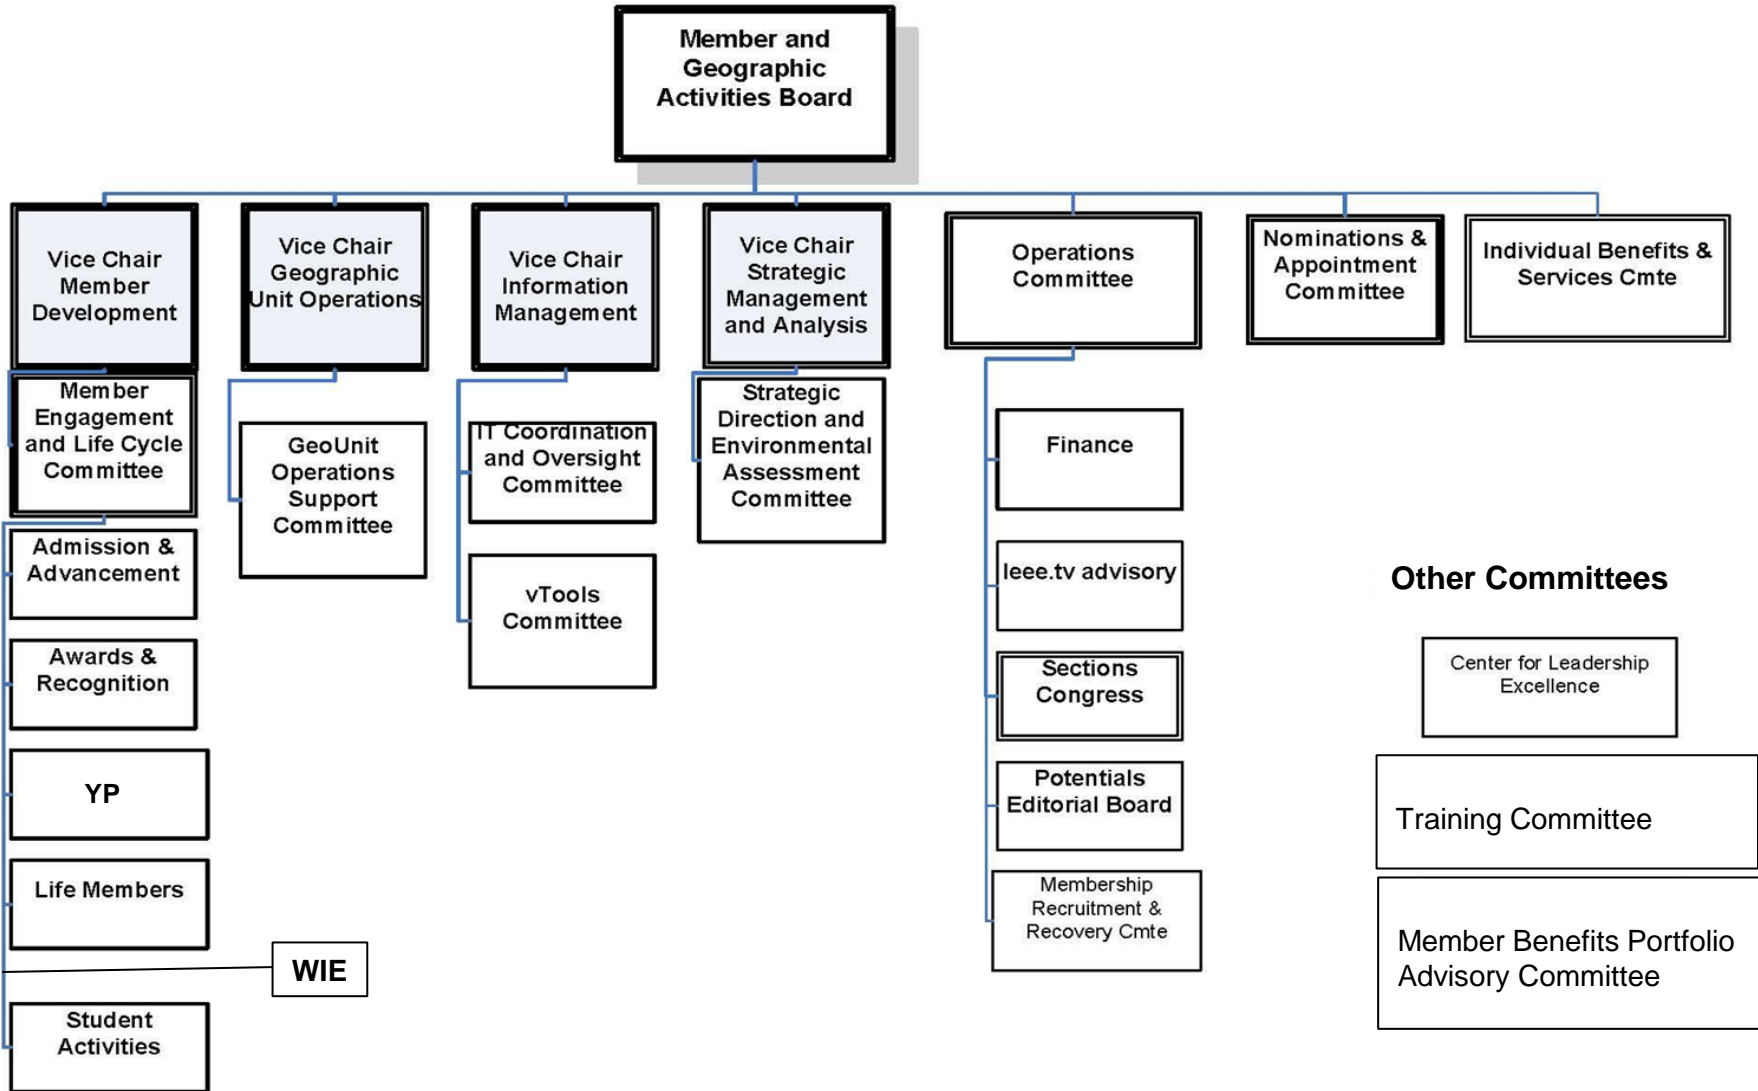 Member and
Geographic
Activities Board
Vice Chair
Member
Development
Vice Chair
Geographic
Unit Operations
Vice Chair
Information
Management
Vice Chair
Strategic
Management
and Analysis
Operations
Committee
Nominations &
Appointment
Committee
Individual Benefits &
Services Cmte
Member
Engagement
and Life Cycle
Committee
Admission &
Advancement
Awards &
Recognition
YP
Life Members
WIE
Student
Activities
GeoUnit
Operations
Support
Committee
IT Coordination
and Oversight
Committee
vTools
Committee
Strategic
Direction and
Environmental
Assessment
Committee
Finance
Ieee.tv advisory
Sections
Congress
Potentials
Editorial Board
Membership
Recruitment &
Recovery Cmte
Other Committees
Center for Leadership
Excellence
Training Committee
Member Benefits Portfolio
Advisory Committee